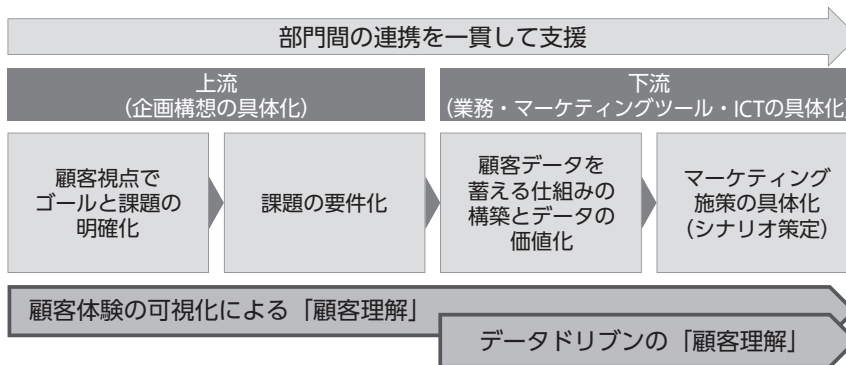 部門間の連携を一貫して支援
上流
(企画構想の具体化)
下流
(業務・マーケティングツール・ICTの具体化)
顧客視点で
ゴールと課題の
明確化
課題の要件化
顧客データを
蓄える仕組みの
構築とデータの
価値化
マーケティング
施策の具体化
(シナリオ策定)
顧客体験の可視化による「顧客理解」
データドリブンの「顧客理解」